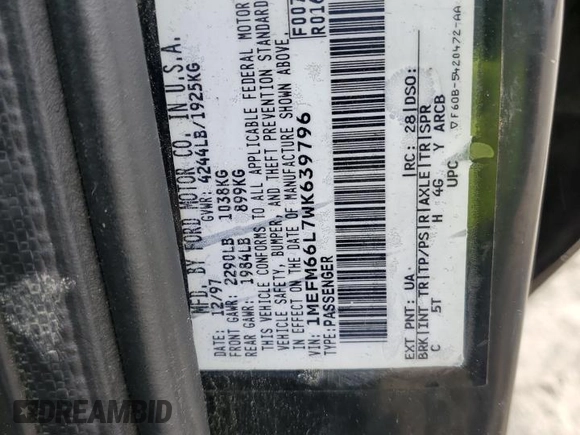 MFD. BY FORD MOTOR CO. IN U.S.A.
DATE: 12/97 GVWR: 4244LB/1925KG
FRONT GAWR: 2290LB 1038KG
REAR GAWR: 1984LB 899KG
THIS VEHICLE CONFORMS TO ALL APPLICABLE FEDERAL MOTOR
VEHICLE SAFETY, BUMPER, AND THEFT PREVENTION STANDARD
IN EFFECT ON THE DATE OF MANUFACTURE SHOWN ABOVE.
VIN: 1MEFM66L7WK639796
TYPE: PASSENGER
F007
R016
EXT PNT: UA RC: 28 DSO:
BRK INT TR TP/PS R AXLE TR SPR
C 5T H 4G Y ARCB
UPC
▽F60B-5420472-AA
DREAMBID